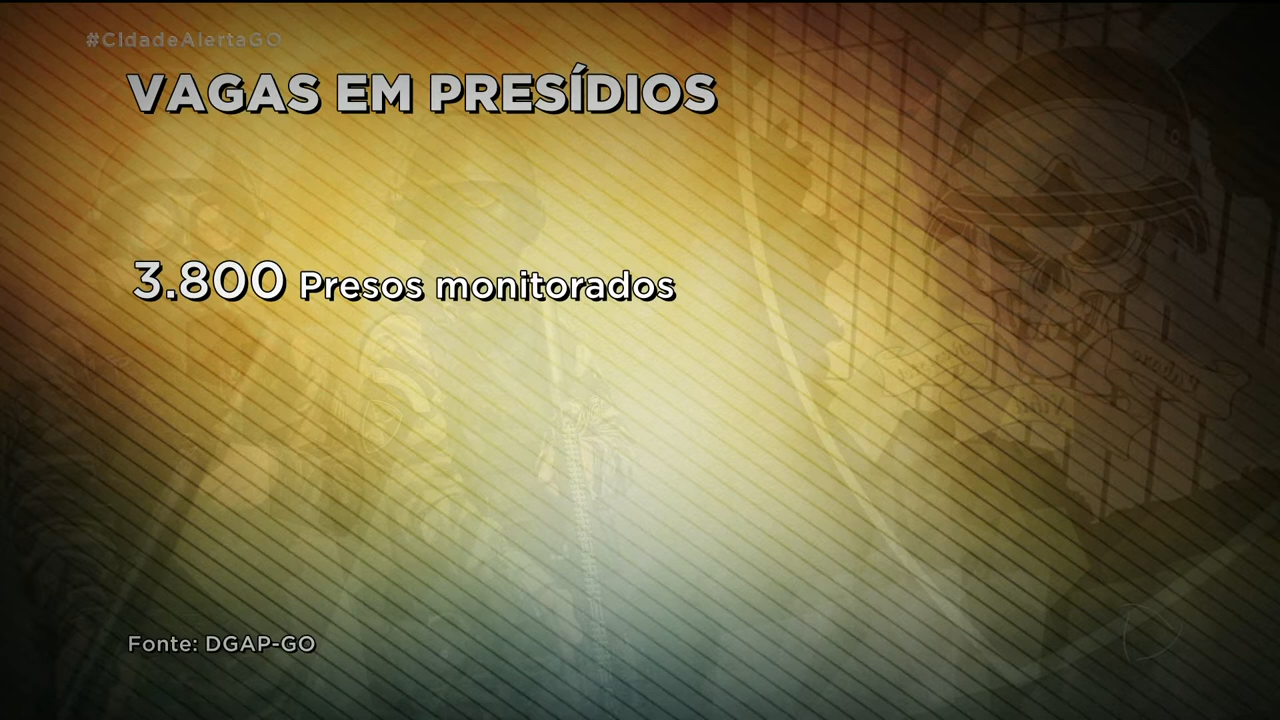 #CidadeAlertaGO
VAGAS EM PRESÍDIOS
3.800 Presos monitorados
Fonte: DGAP-GO